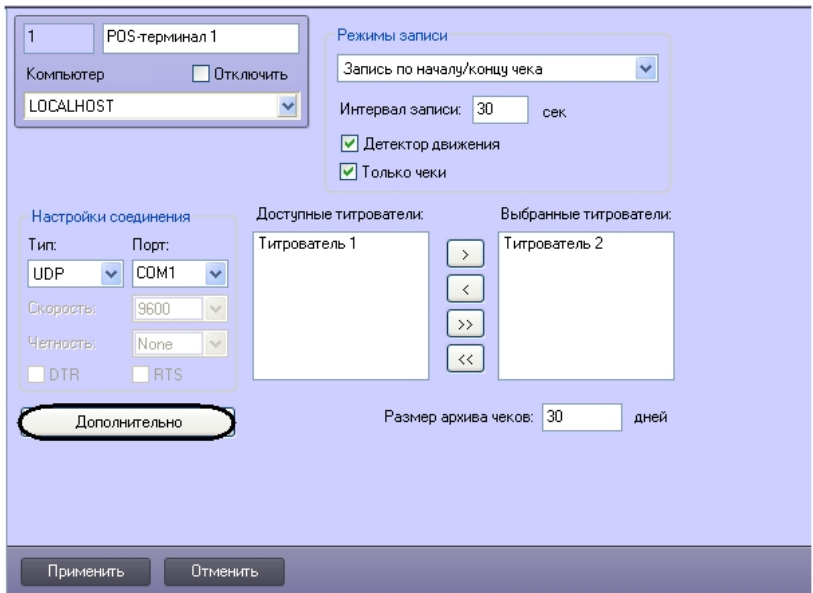 1
POS-терминал 1
Компьютер
Отключить
LOCALHOST
Режимы записи
Запись по началу/концу чека
Интервал записи: 30 сек
Детектор движения
Только чеки
Настройки соединения
Тип: Порт:
UDP COM1
Скорость: 9600
Четность: None
DTR RTS
Дополнительно
Доступные титрователи:
Титрователь 1
>
<
>>
<<
Выбранные титрователи:
Титрователь 2
Размер архива чеков: 30 дней
Применить Отменить